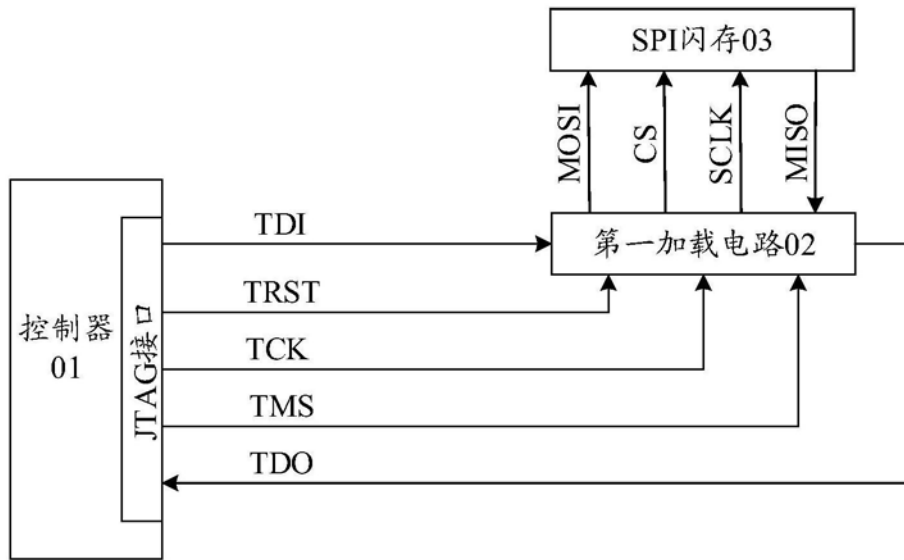 SPI闪存03
MOSI
CS
SCLK
MISO
第一加载电路02
TDI
TRST
TCK
TMS
TDO
控制器
01
JTAG接口